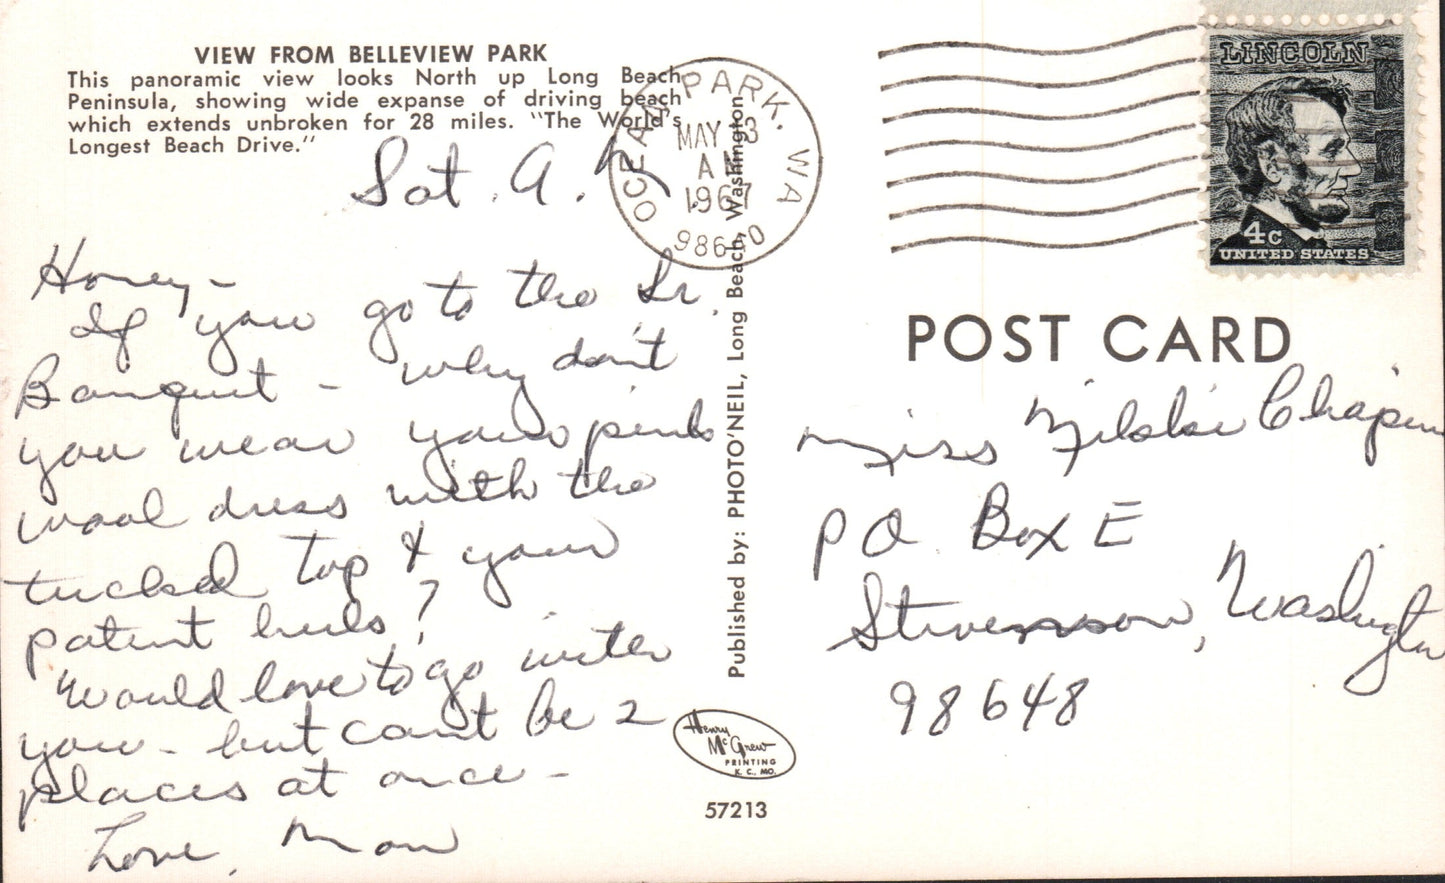 VIEW FROM BELLEVIEW PARK
This panoramic view looks North up Long Beach
Peninsula, showing wide expanse of driving beach
which extends unbroken for 28 miles. "The World's
Longest Beach Drive."
Sat. A.M
Honey -
If you go to the Sr.
Banquet - why don't
you wear your pink
wool dress with the
tucked top & your
patent heels?
Would love to go with
you - but can't be 2
places at once -
Love, Mom
OCEAN PARK. WA
MAY 13
AM
1967
98640
Published by: PHOTO'NEIL, Long Beach, Washington
Henry
McGrew
PRINTING
K. C., MO.
57213
LINCOLN
4c
UNITED STATES
POST CARD
Miss Chapin
P.O. Box E
Stevenson, Washington
98648